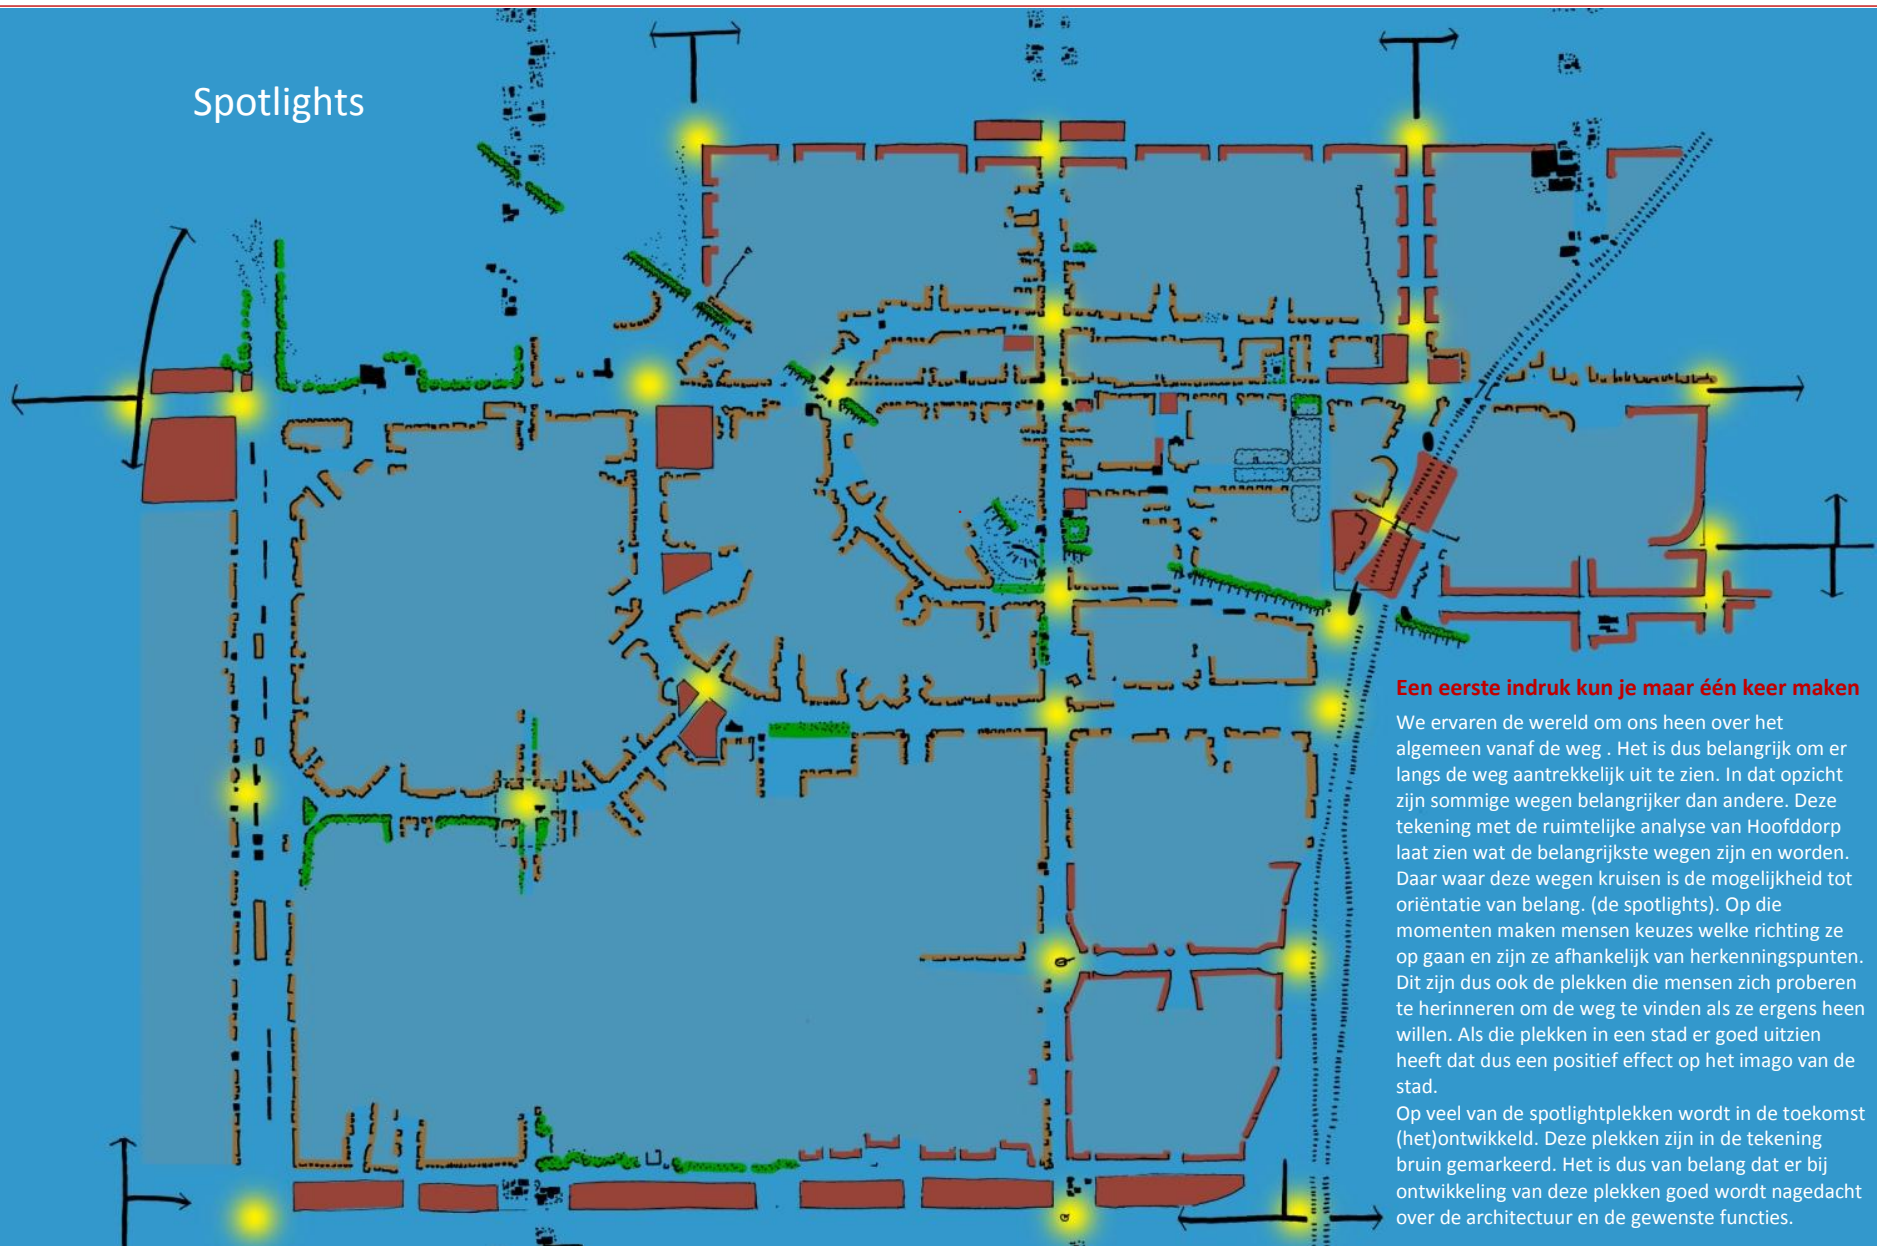 Spotlights
Een eerste indruk kun je maar één keer maken
We ervaren de wereld om ons heen over het
algemeen vanaf de weg . Het is dus belangrijk om er
langs de weg aantrekkelijk uit te zien. In dat opzicht
zijn sommige wegen belangrijker dan andere. Deze
tekening met de ruimtelijke analyse van Hoofddorp
laat zien wat de belangrijkste wegen zijn en worden.
Daar waar deze wegen kruisen is de mogelijkheid tot
oriëntatie van belang. (de spotlights). Op die
momenten maken mensen keuzes welke richting ze
op gaan en zijn ze afhankelijk van herkenningspunten.
Dit zijn dus ook de plekken die mensen zich proberen
te herinneren om de weg te vinden als ze ergens heen
willen. Als die plekken in een stad er goed uitzien
heeft dat dus een positief effect op het imago van de
stad.
Op veel van de spotlightplekken wordt in de toekomst
(het)ontwikkeld. Deze plekken zijn in de tekening
bruin gemarkeerd. Het is dus van belang dat er bij
ontwikkeling van deze plekken goed wordt nagedacht
over de architectuur en de gewenste functies.